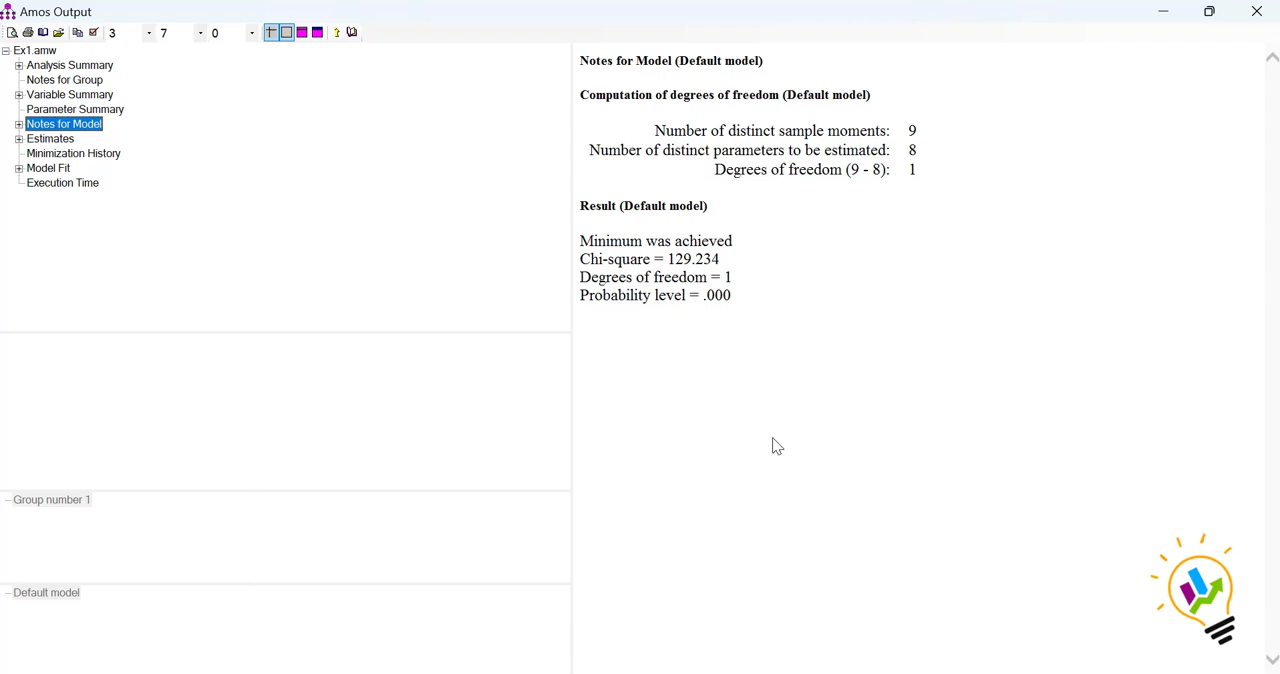 Amos Output
3 7 0
Ex1.amw
Analysis Summary
Notes for Group
Variable Summary
Parameter Summary
Notes for Model
Estimates
Minimization History
Model Fit
Execution Time
Group number 1
Default model
Notes for Model (Default model)
Computation of degrees of freedom (Default model)
Number of distinct sample moments: 9
Number of distinct parameters to be estimated: 8
Degrees of freedom (9 - 8): 1
Result (Default model)
Minimum was achieved
Chi-square = 129.234
Degrees of freedom = 1
Probability level = .000